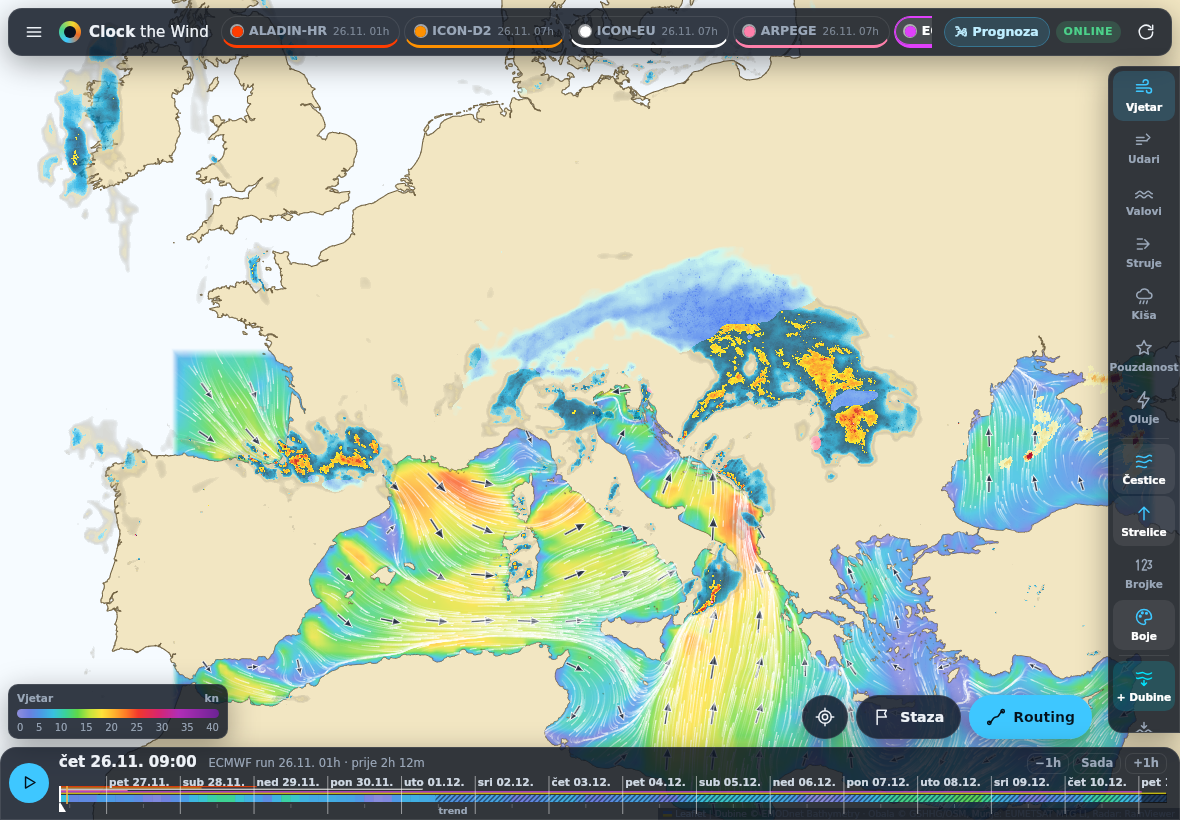 Clock the Wind
ALADIN-HR 26.11. 01h
ICON-D2 26.11. 07h
ICON-EU 26.11. 07h
ARPEGE 26.11. 07h
Prognoza
ONLINE
Vjetar
Udari
Valovi
Struje
Kiša
Pouzdanost
Oluje
Čestice
Strelice
123
Brojke
Boje
+ Dubine
Vjetar kn
0 5 10 15 20 25 30 35 40
Staza
Routing
čet 26.11. 09:00 ECMWF run 26.11. 01h · prije 2h 12m
−1h Sada +1h
pet 27.11. sub 28.11. ned 29.11. pon 30.11. uto 01.12. sri 02.12. čet 03.12. pet 04.12. sub 05.12. ned 06.12. pon 07.12. uto 08.12. sri 09.12. čet 10.12. pet
trend